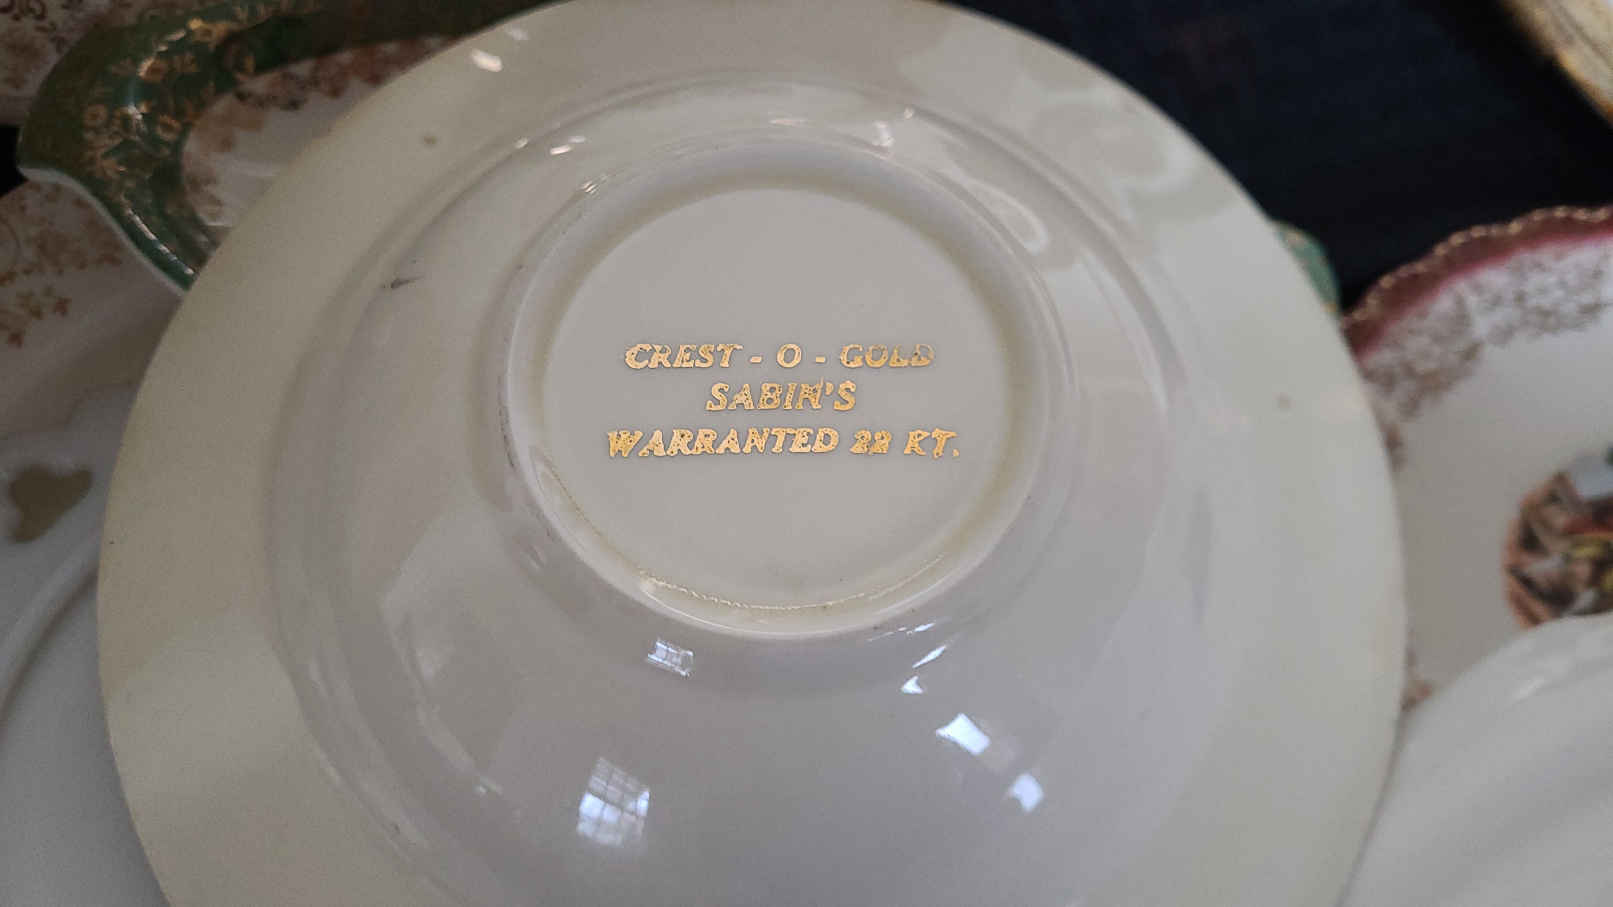 CREST - O - GOLD
SABIN'S
WARRANTED 22 KT.